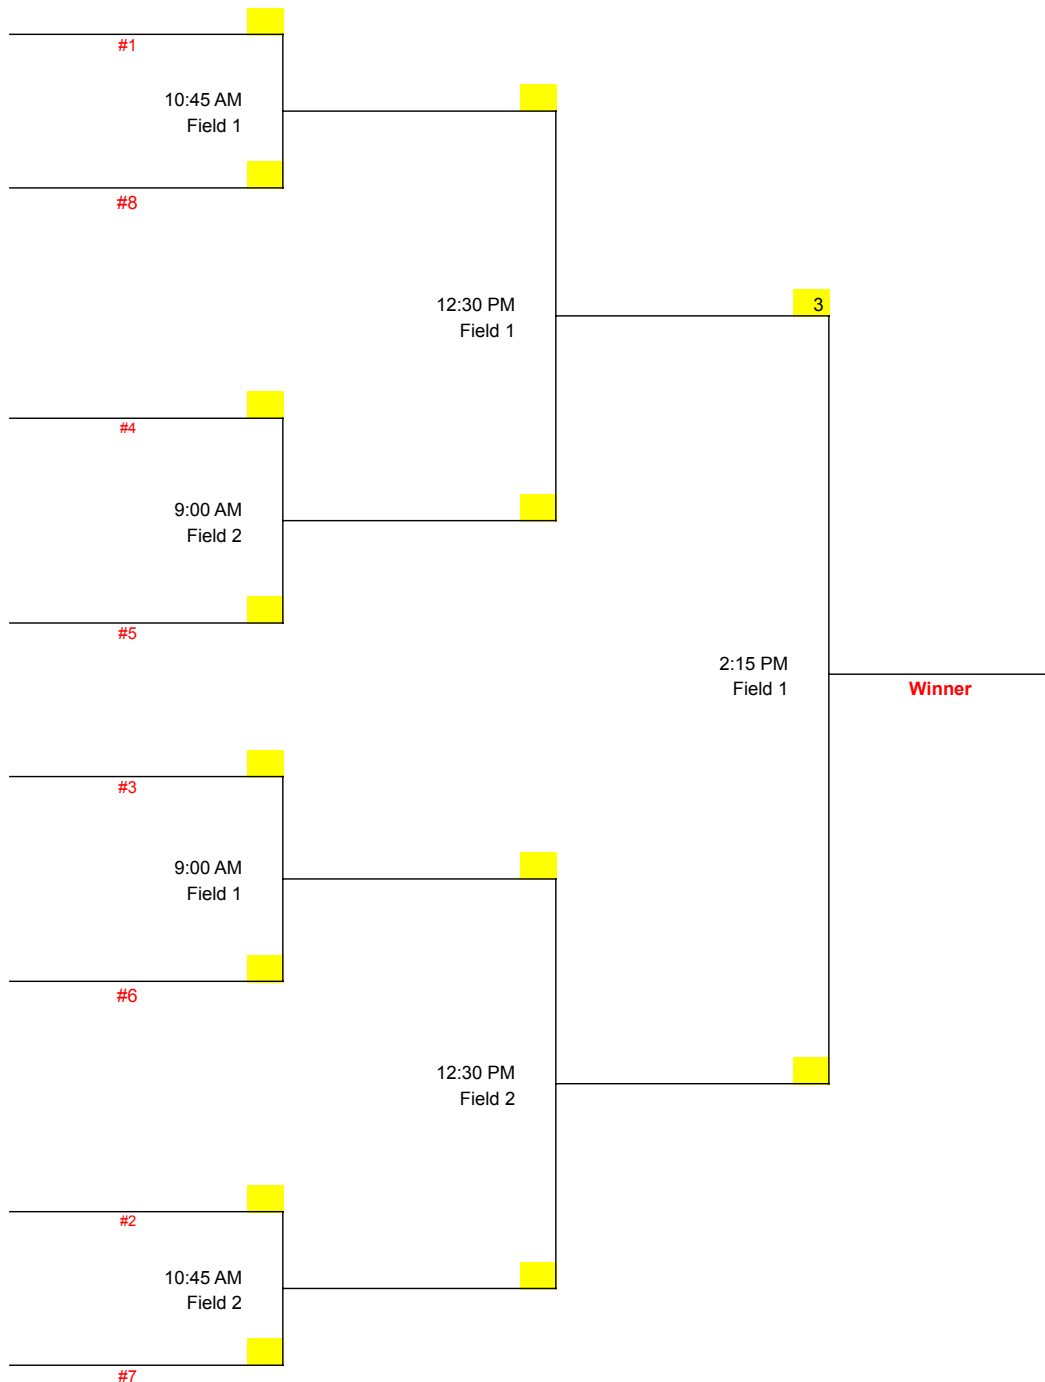 #1
10:45 AM
Field 1
#8
12:30 PM
Field 1
3
#4
9:00 AM
Field 2
#5
2:15 PM
Field 1
Winner
#3
9:00 AM
Field 1
#6
12:30 PM
Field 2
#2
10:45 AM
Field 2
#7